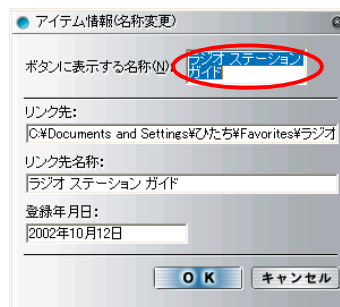 アイテム情報(名称変更)
ボタンに表示する名称(N):
ラジオ ステーション
ガイド
リンク先:
C:¥Documents and Settings¥ひたち¥Favorites¥ラジオ
リンク先名称:
ラジオ ステーション ガイド
登録年月日:
2002年10月12日
OK キャンセル